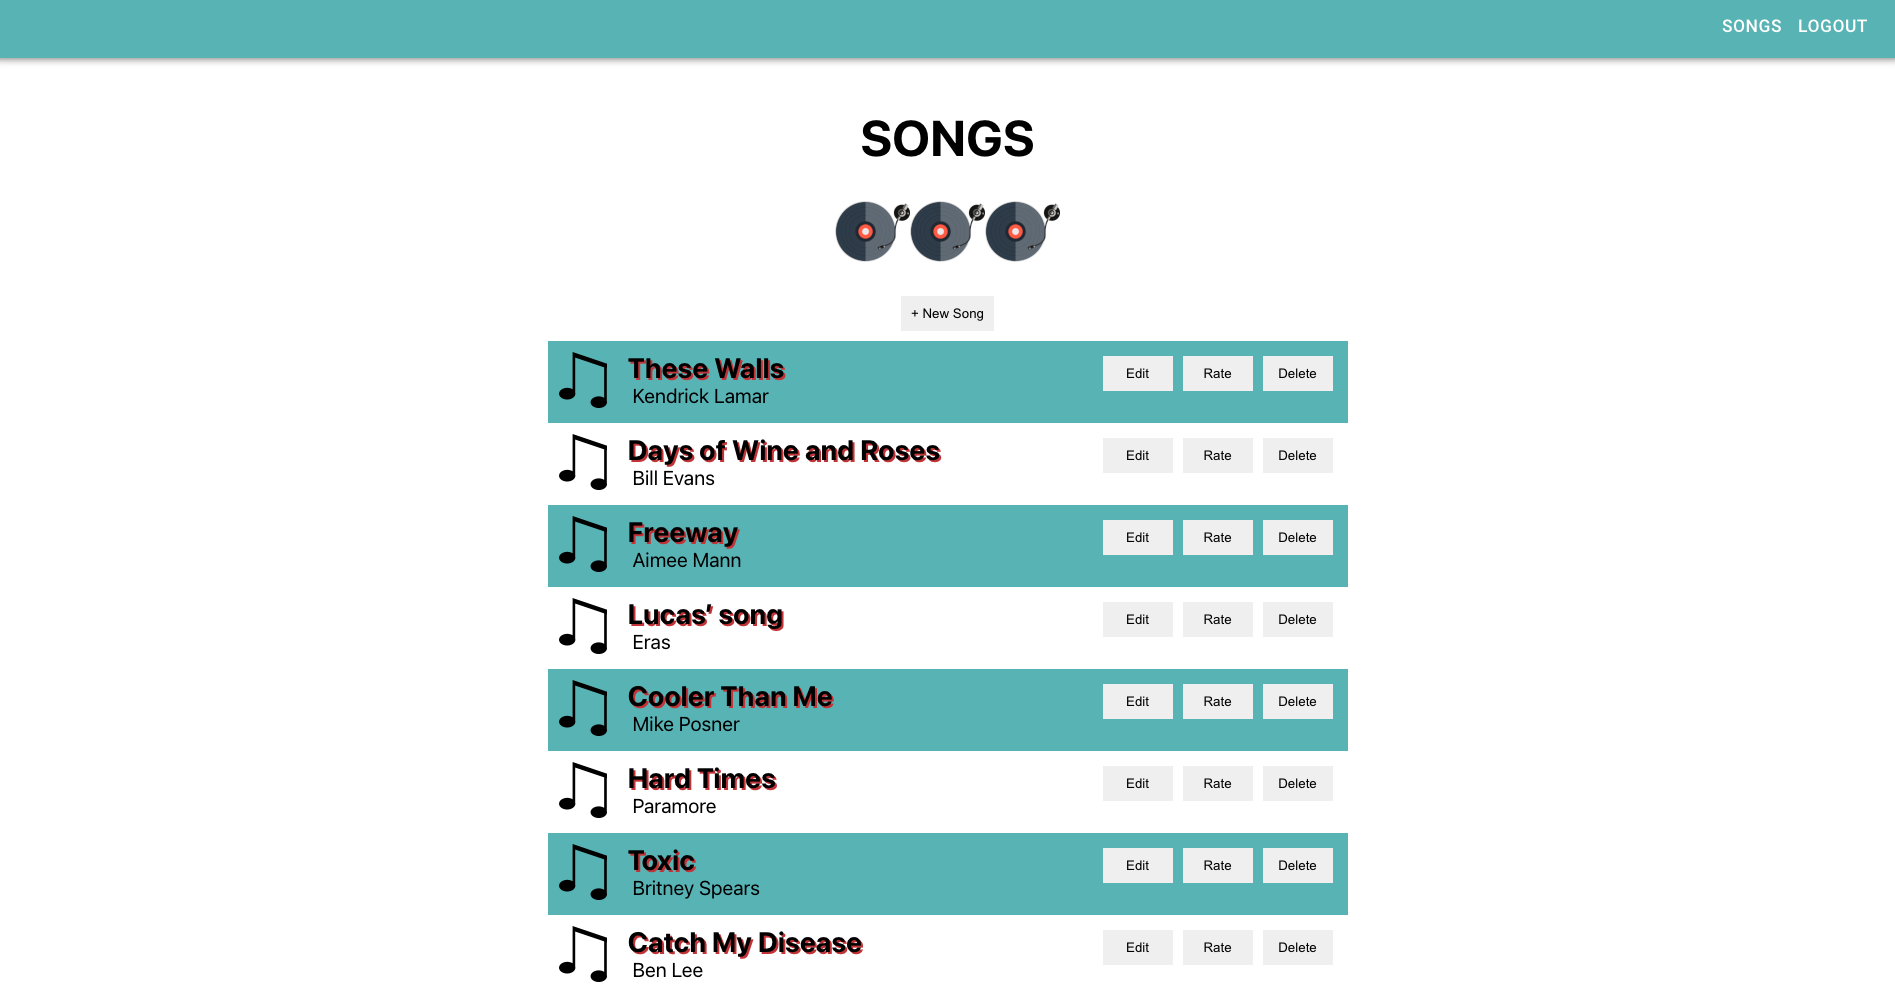 SONGS LOGOUT
SONGS
+ New Song
These Walls
Kendrick Lamar
Edit Rate Delete
Days of Wine and Roses
Bill Evans
Edit Rate Delete
Freeway
Aimee Mann
Edit Rate Delete
Lucas' song
Eras
Edit Rate Delete
Cooler Than Me
Mike Posner
Edit Rate Delete
Hard Times
Paramore
Edit Rate Delete
Toxic
Britney Spears
Edit Rate Delete
Catch My Disease
Ben Lee
Edit Rate Delete